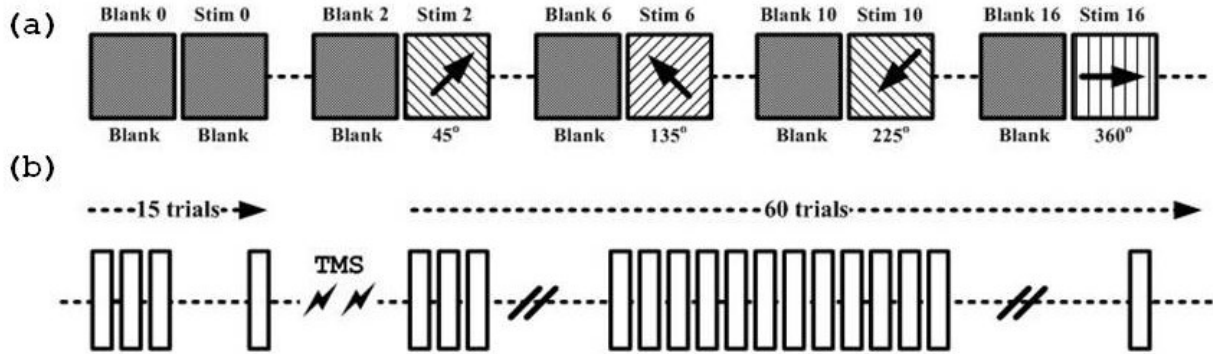 (a)
Blank 0 Stim 0 Blank 2 Stim 2 Blank 6 Stim 6 Blank 10 Stim 10 Blank 16 Stim 16
Blank Blank Blank 45° Blank 135° Blank 225° Blank 360°
(b)
15 trials 60 trials
TMS